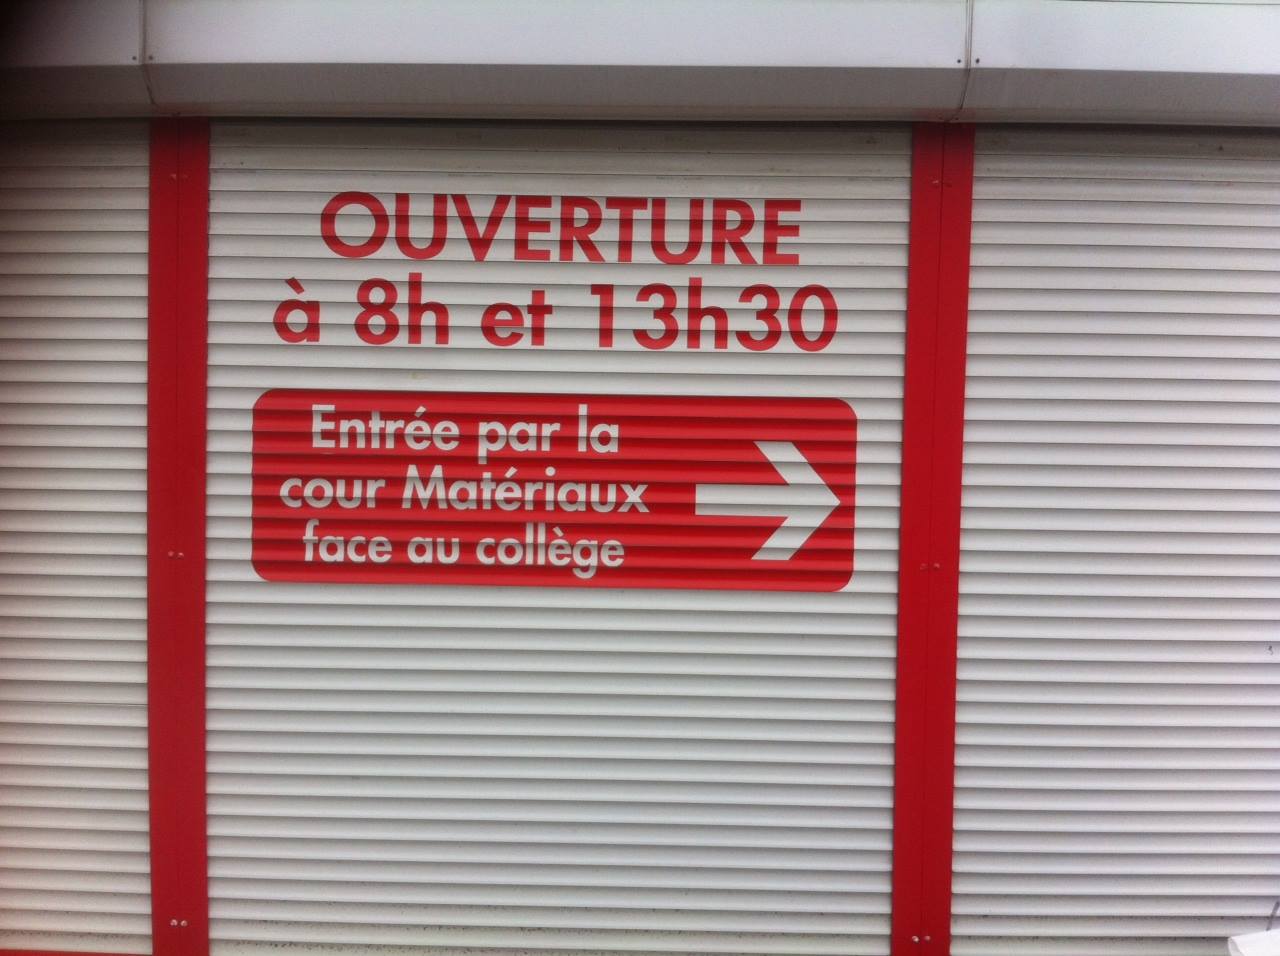 OUVERTURE
à 8h et 13h30
Entrée par la
cour Matériaux
face au collège